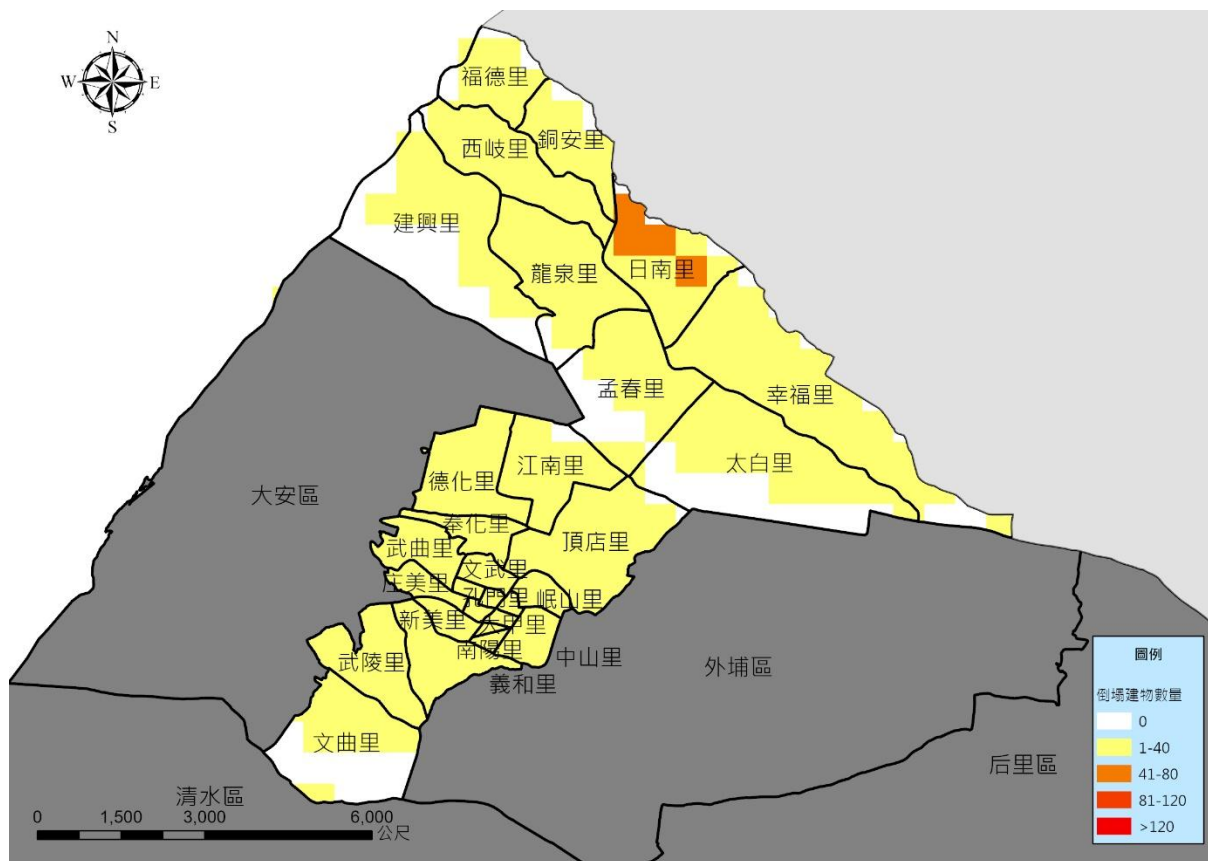 N
W
E
S
福德里
銅安里
西岐里
建興里
龍泉里
日南里
孟春里
幸福里
太白里
江南里
德化里
大安區
奉化里
頂店里
武曲里
文武里
庄美里
孔門里
岷山里
新美里
大甲里
南陽里
中山里
武陵里
義和里
外埔區
文曲里
后里區
清水區
0 1,500 3,000 6,000
公尺
圖例
倒塌建物數量
0
1-40
41-80
81-120
>120